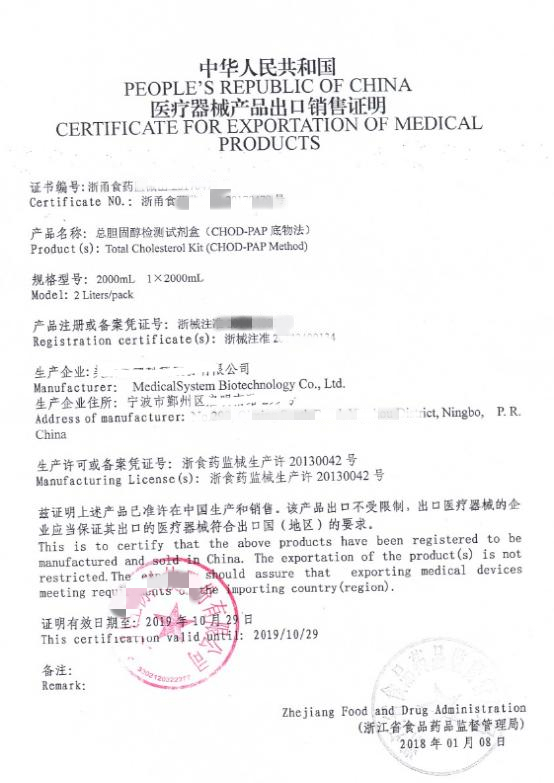 中华人民共和国
PEOPLE'S REPUBLIC OF CHINA
医疗器械产品出口销售证明
CERTIFICATE FOR EXPORTATION OF MEDICAL
PRODUCTS
证书编号：浙甬食药
Certificate NO.: 浙甬食 号
产品名称： 总胆固醇检测试剂盒（CHOD-PAP 底物法）
Product(s): Total Cholesterol Kit (CHOD-PAP Method)
规格型号： 2000mL 1×2000mL
Model: 2 Liters/pack
产品注册或备案凭证号： 浙械注
Registration certificate(s): 浙械注准
生产企业: 有限公司
Manufacturer: MedicalSystem Biotechnology Co., Ltd.
生产企业住所： 宁波市鄞州区
Address of manufacturer: District, Ningbo, P. R.
China
生产许可或备案凭证号： 浙食药监械生产许 20130042 号
Manufacturing License(s): 浙食药监械生产许 20130042 号
兹证明上述产品已准许在中国生产和销售。该产品出口不受限制，出口医疗器械的企
业应当保证其出口的医疗器械符合出口国（地区）的要求。
This is to certify that the above products have been registered to be
manufactured and sold in China. The exportation of the product(s) is not
restricted. The should assure that exporting medical devices
meeting of the importing country(region).
证明有效日期至： 2019 年 10 月 29 日
This certification valid until: 2019/10/29
备注：
Remark:
Zhejiang Food and Drug Administration
(浙江省食品药品监督管理局)
2018 年 01 月 08 日